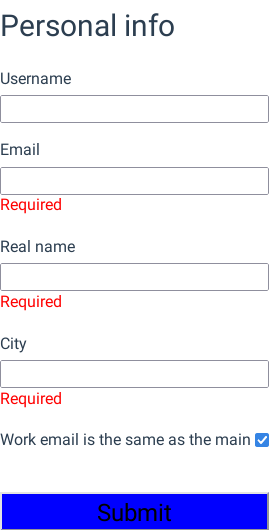 Personal info
Username
Email
Required
Real name
Required
City
Required
Work email is the same as the main
Submit